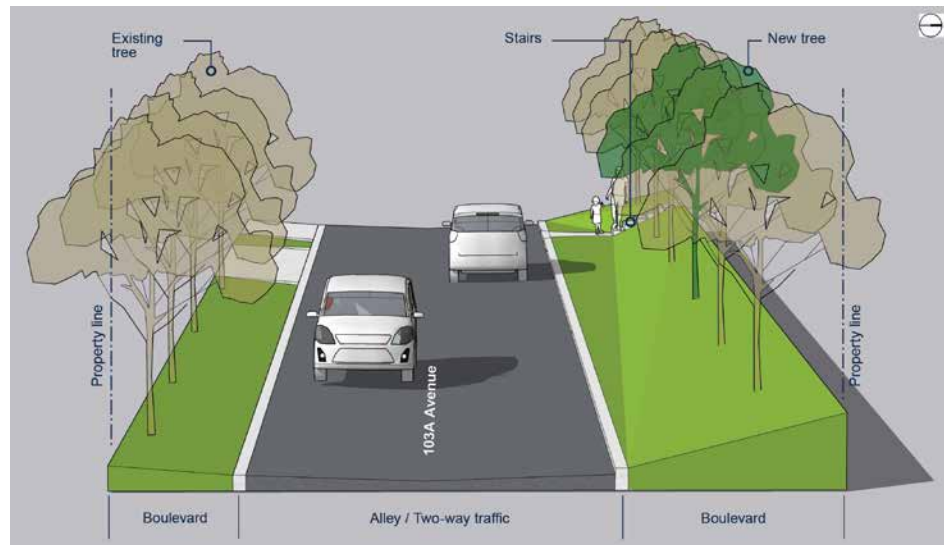 Existing
tree
Stairs
New tree
Property line
Property line
103A Avenue
Boulevard
Alley / Two-way traffic
Boulevard